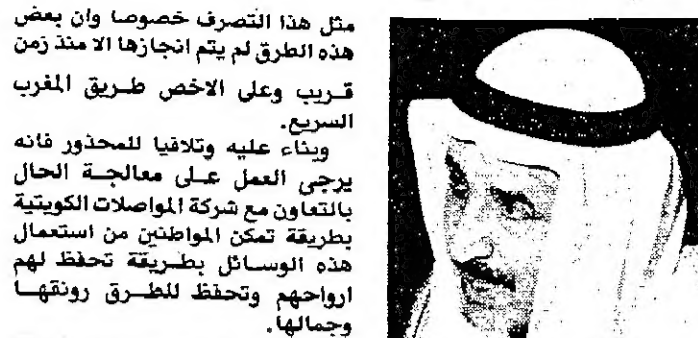 مثل هذا التصرف خصوصا وان بعض
هذه الطرق لم يتم انجازها الا منذ زمن
قريب وعلى الاخص طريق المغرب
السريع.
وبناء عليه وتلافيا للمحذور فانه
يرجى العمل على معالجة الحال
بالتعاون مع شركة المواصلات الكويتية
بطريقة تمكن المواطنين من استعمال
هذه الوسائل بطريقة تحفظ لهم
ارواحهم وتحفظ للطرق رونقها
وجمالها.